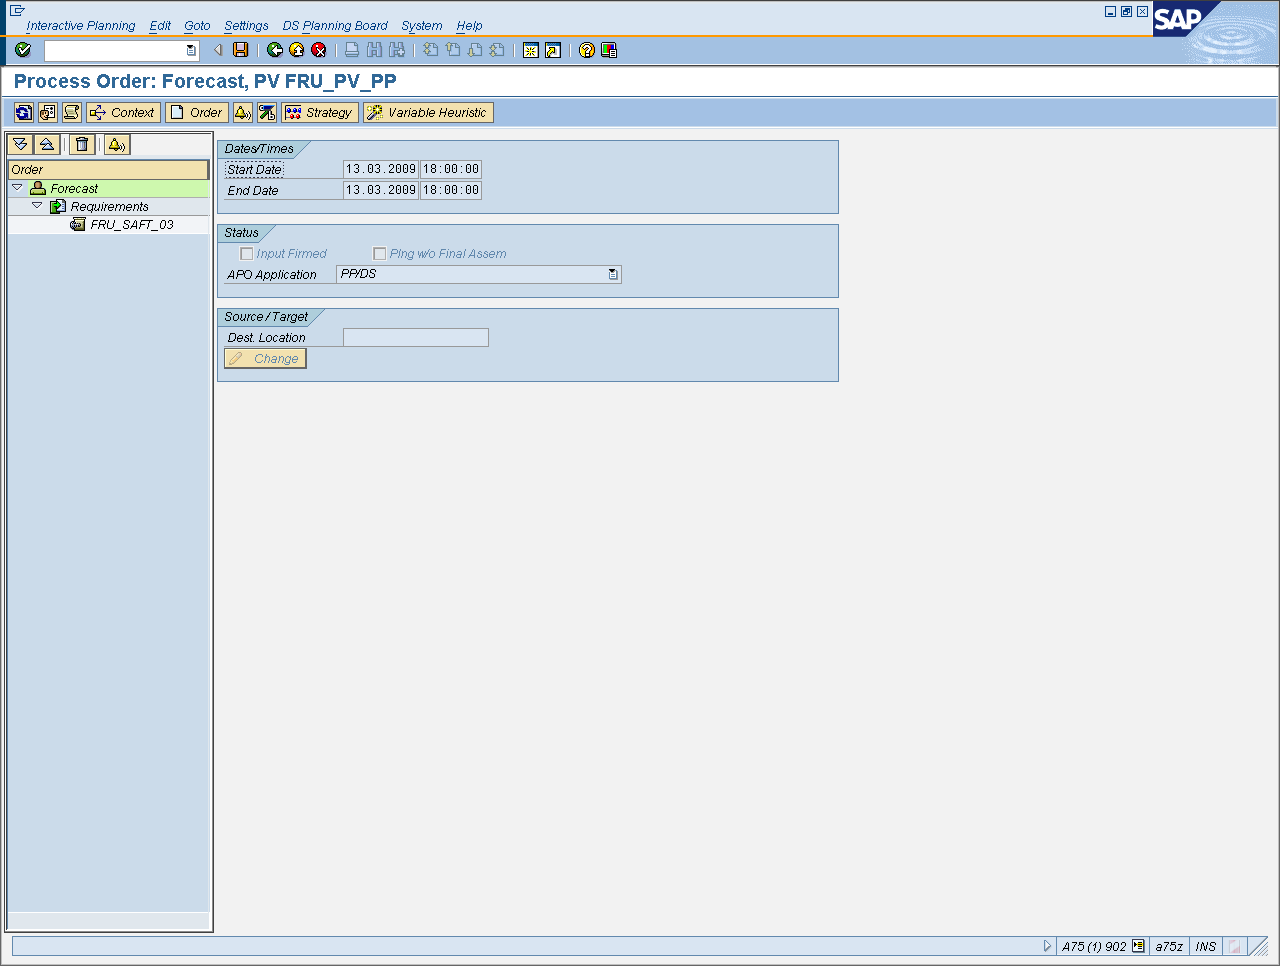 Interactive Planning Edit Goto Settings DS Planning Board System Help
SAP
Process Order: Forecast, PV FRU_PV_PP
Context Order Strategy Variable Heuristic
Order
Forecast
Requirements
FRU_SAFT_03
Dates/Times
Start Date 13.03.2009 18:00:00
End Date 13.03.2009 18:00:00
Status
Input Firmed Plng w/o Final Assem
APO Application PP/DS
Source / Target
Dest. Location
Change
A75 (1) 902 a75z INS